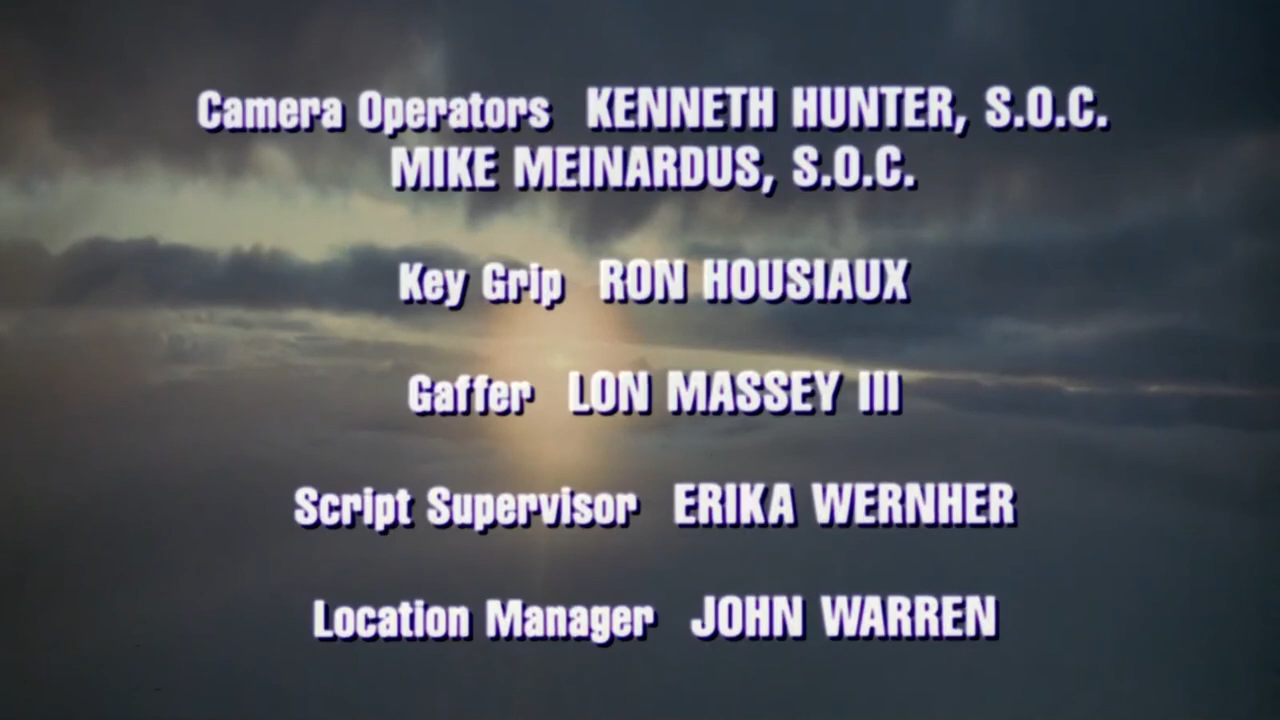 Camera Operators KENNETH HUNTER, S.O.C.
MIKE MEINARDUS, S.O.C.
Key Grip RON HOUSIAUX
Gaffer LON MASSEY III
Script Supervisor ERIKA WERNHER
Location Manager JOHN WARREN